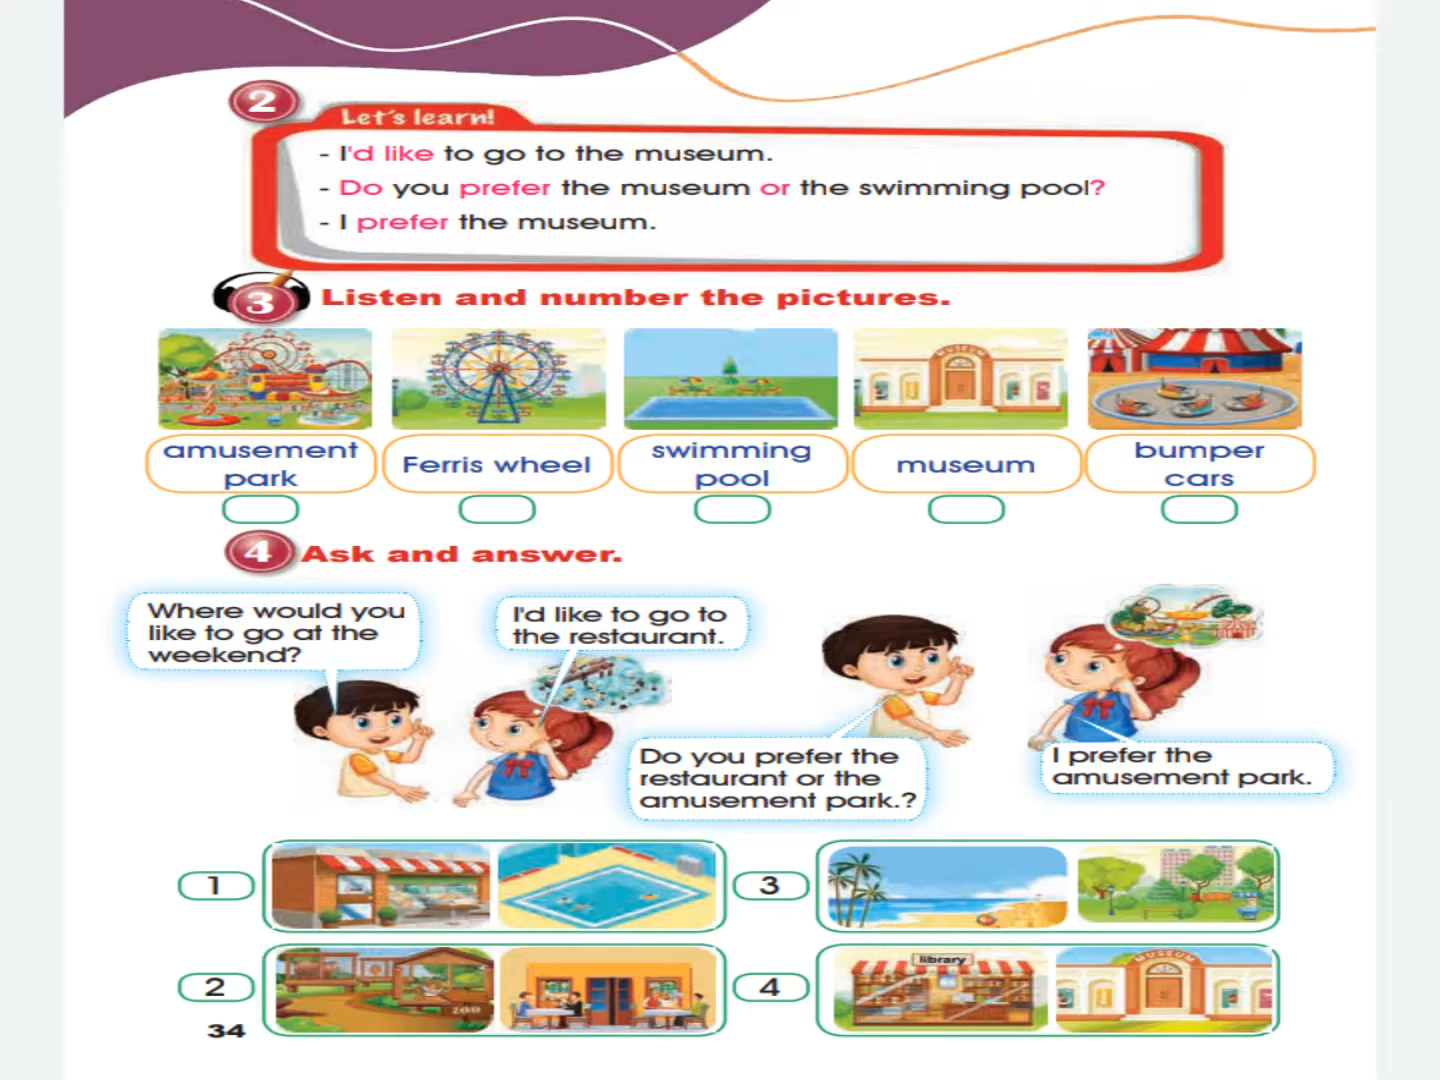 2
Let's learn!
- I'd like to go to the museum.
- Do you prefer the museum or the swimming pool?
- I prefer the museum.
3
Listen and number the pictures.
MUSEUM
amusement
park
Ferris wheel
swimming
pool
museum
bumper
cars
4
Ask and answer.
Where would you
like to go at the
weekend?
I'd like to go to
the restaurant.
Do you prefer the
restaurant or the
amusement park.?
I prefer the
amusement park.
1
3
2
ZOO
4
library
MUSEUM
34